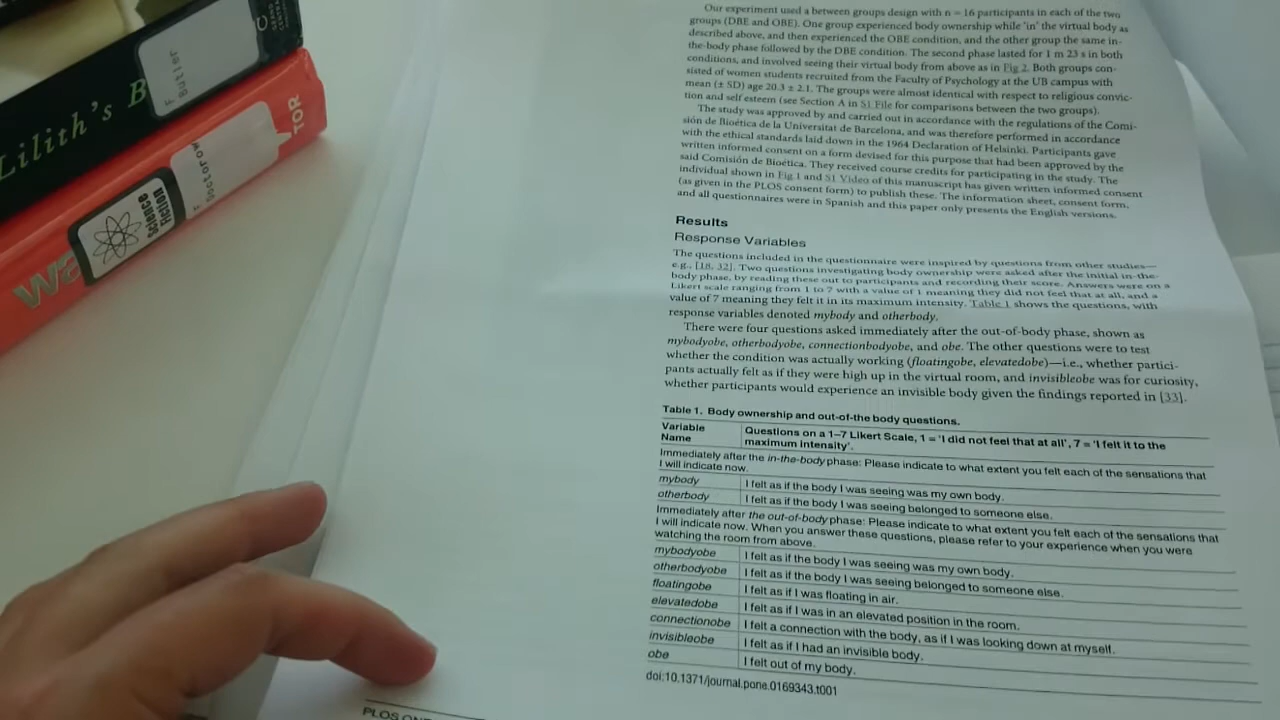 Lilith's B
F Butler
C
TOR
F Doctorow
Science Fiction
wa
Our experiment used a between groups design with n = 16 participants in each of the two
groups (DBE and OBE). One group experienced body ownership while 'in' the virtual body as
described above, and then experienced the OBE condition, and the other group the same in-
the-body phase followed by the DBE condition. The second phase lasted for 1 m 23 s in both
conditions, and involved seeing their virtual body from above as in Fig 2. Both groups con-
sisted of women students recruited from the Faculty of Psychology at the UB campus with
mean (± SD) age 20.3 ± 2.1. The groups were almost identical with respect to religious convic-
tion and self esteem (see Section A in S1 File for comparisons between the two groups).
The study was approved by and carried out in accordance with the regulations of the Comi-
sión de Bioética de la Universitat de Barcelona, and was therefore performed in accordance
with the ethical standards laid down in the 1964 Declaration of Helsinki. Participants gave
written informed consent on a form devised for this purpose that had been approved by the
said Comisión de Bioética. They received course credits for participating in the study. The
individual shown in Fig 1 and S1 Video of this manuscript has given written informed consent
(as given in the PLOS consent form) to publish these. The information sheet, consent form,
and all questionnaires were in Spanish and this paper only presents the English versions.
Results
Response Variables
The questions included in the questionnaire were inspired by questions from other studies—
e.g., [18, 32]. Two questions investigating body ownership were asked after the initial in-the-
body phase, by reading these out to participants and recording their score. Answers were on a
Likert scale ranging from 1 to 7 with a value of 1 meaning they did not feel that at all, and a
value of 7 meaning they felt it in its maximum intensity. Table 1 shows the questions, with
response variables denoted mybody and otherbody.
There were four questions asked immediately after the out-of-body phase, shown as
mybodyobe, otherbodyobe, connectionbodyobe, and obe. The other questions were to test
whether the condition was actually working (floatingobe, elevatedobe)—i.e., whether partici-
pants actually felt as if they were high up in the virtual room, and invisibleobe was for curiosity,
whether participants would experience an invisible body given the findings reported in [33].
Table 1. Body ownership and out-of-the body questions.
Variable Name Questions on a 1–7 Likert Scale, 1 = 'I did not feel that at all', 7 = 'I felt it to the
maximum intensity'.
Immediately after the in-the-body phase: Please indicate to what extent you felt each of the sensations that
I will indicate now.
mybody I felt as if the body I was seeing was my own body.
otherbody I felt as if the body I was seeing belonged to someone else.
Immediately after the out-of-body phase: Please indicate to what extent you felt each of the sensations that
I will indicate now. When you answer these questions, please refer to your experience when you were
watching the room from above.
mybodyobe I felt as if the body I was seeing was my own body.
otherbodyobe I felt as if the body I was seeing belonged to someone else.
floatingobe I felt as if I was floating in air.
elevatedobe I felt as if I was in an elevated position in the room.
connectionobe I felt a connection with the body, as if I was looking down at myself.
invisibleobe I felt as if I had an invisible body.
obe I felt out of my body.
doi:10.1371/journal.pone.0169343.t001
PLOS ON